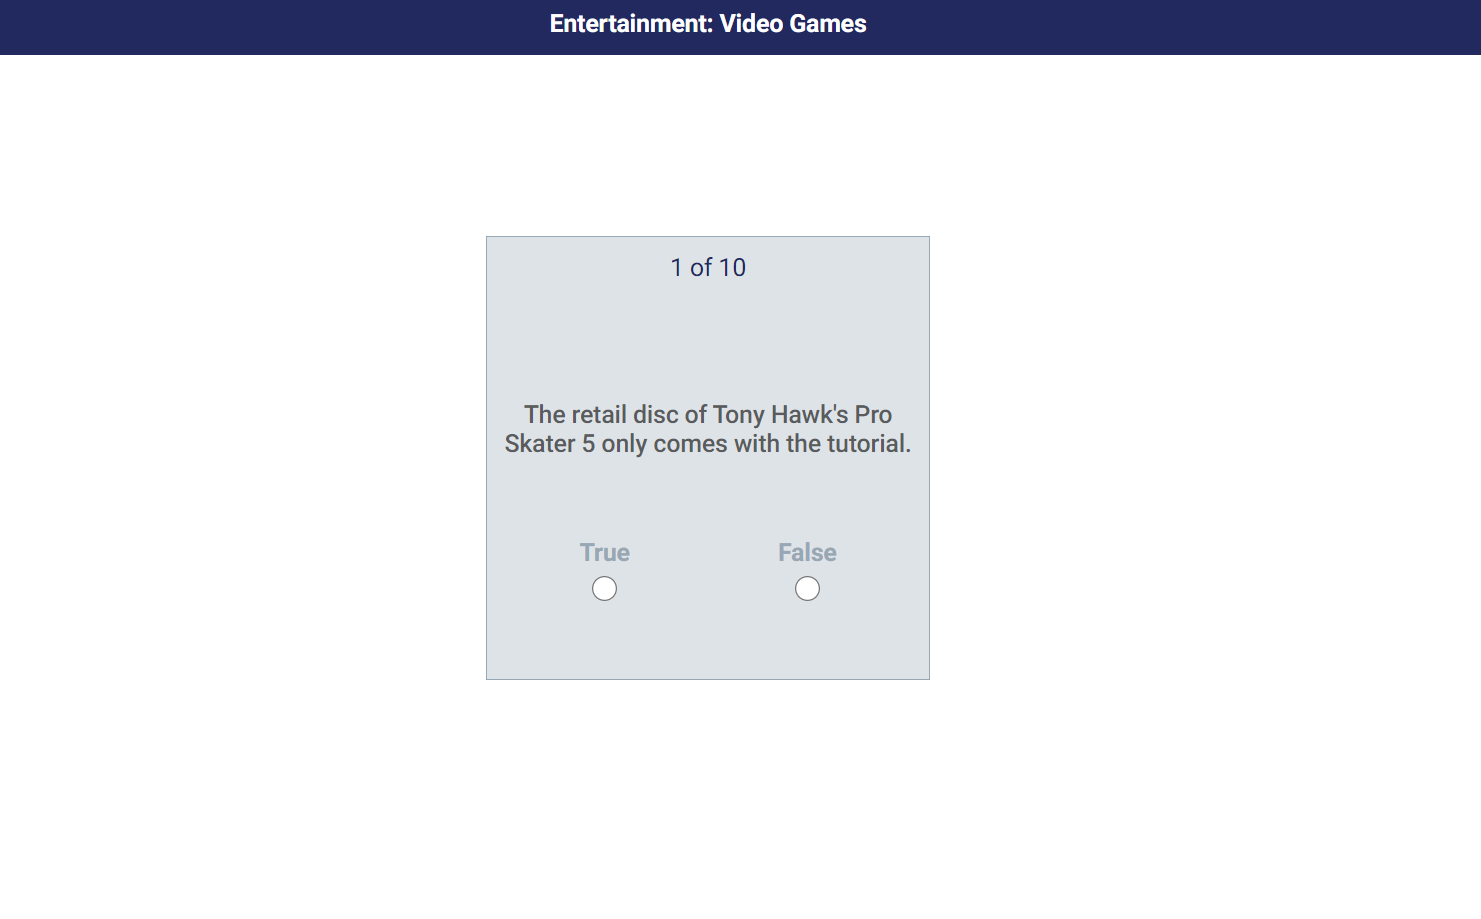 Entertainment: Video Games
1 of 10
The retail disc of Tony Hawk's Pro
Skater 5 only comes with the tutorial.
True
False